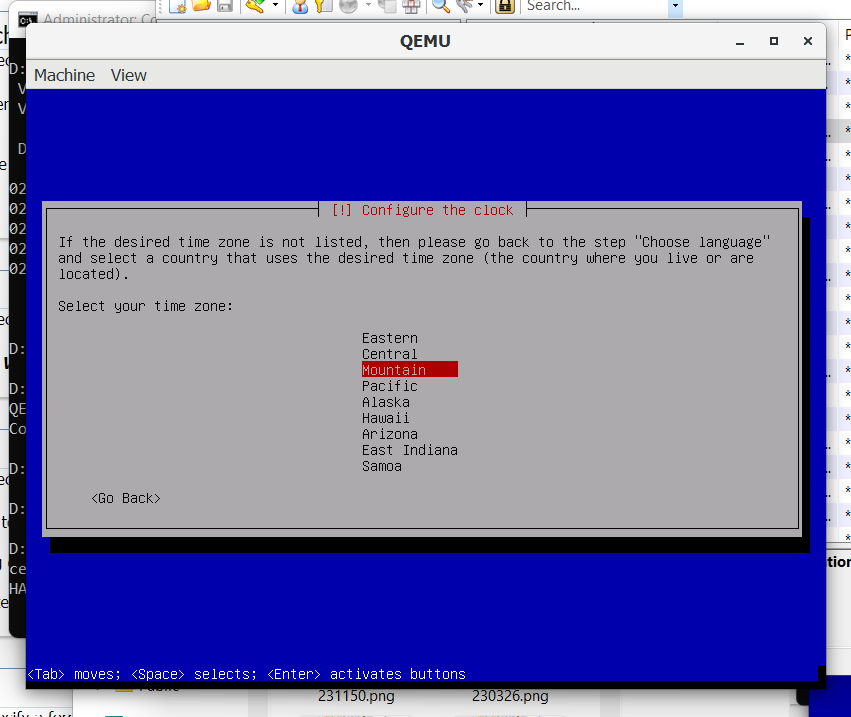 Administrator: Co
Search...
QEMU
Machine View
[!] Configure the clock
If the desired time zone is not listed, then please go back to the step "Choose language"
and select a country that uses the desired time zone (the country where you live or are
located).
Select your time zone:
Eastern
Central
Mountain
Pacific
Alaska
Hawaii
Arizona
East Indiana
Samoa
<Go Back>
<Tab> moves; <Space> selects; <Enter> activates buttons
231150.png
230326.png